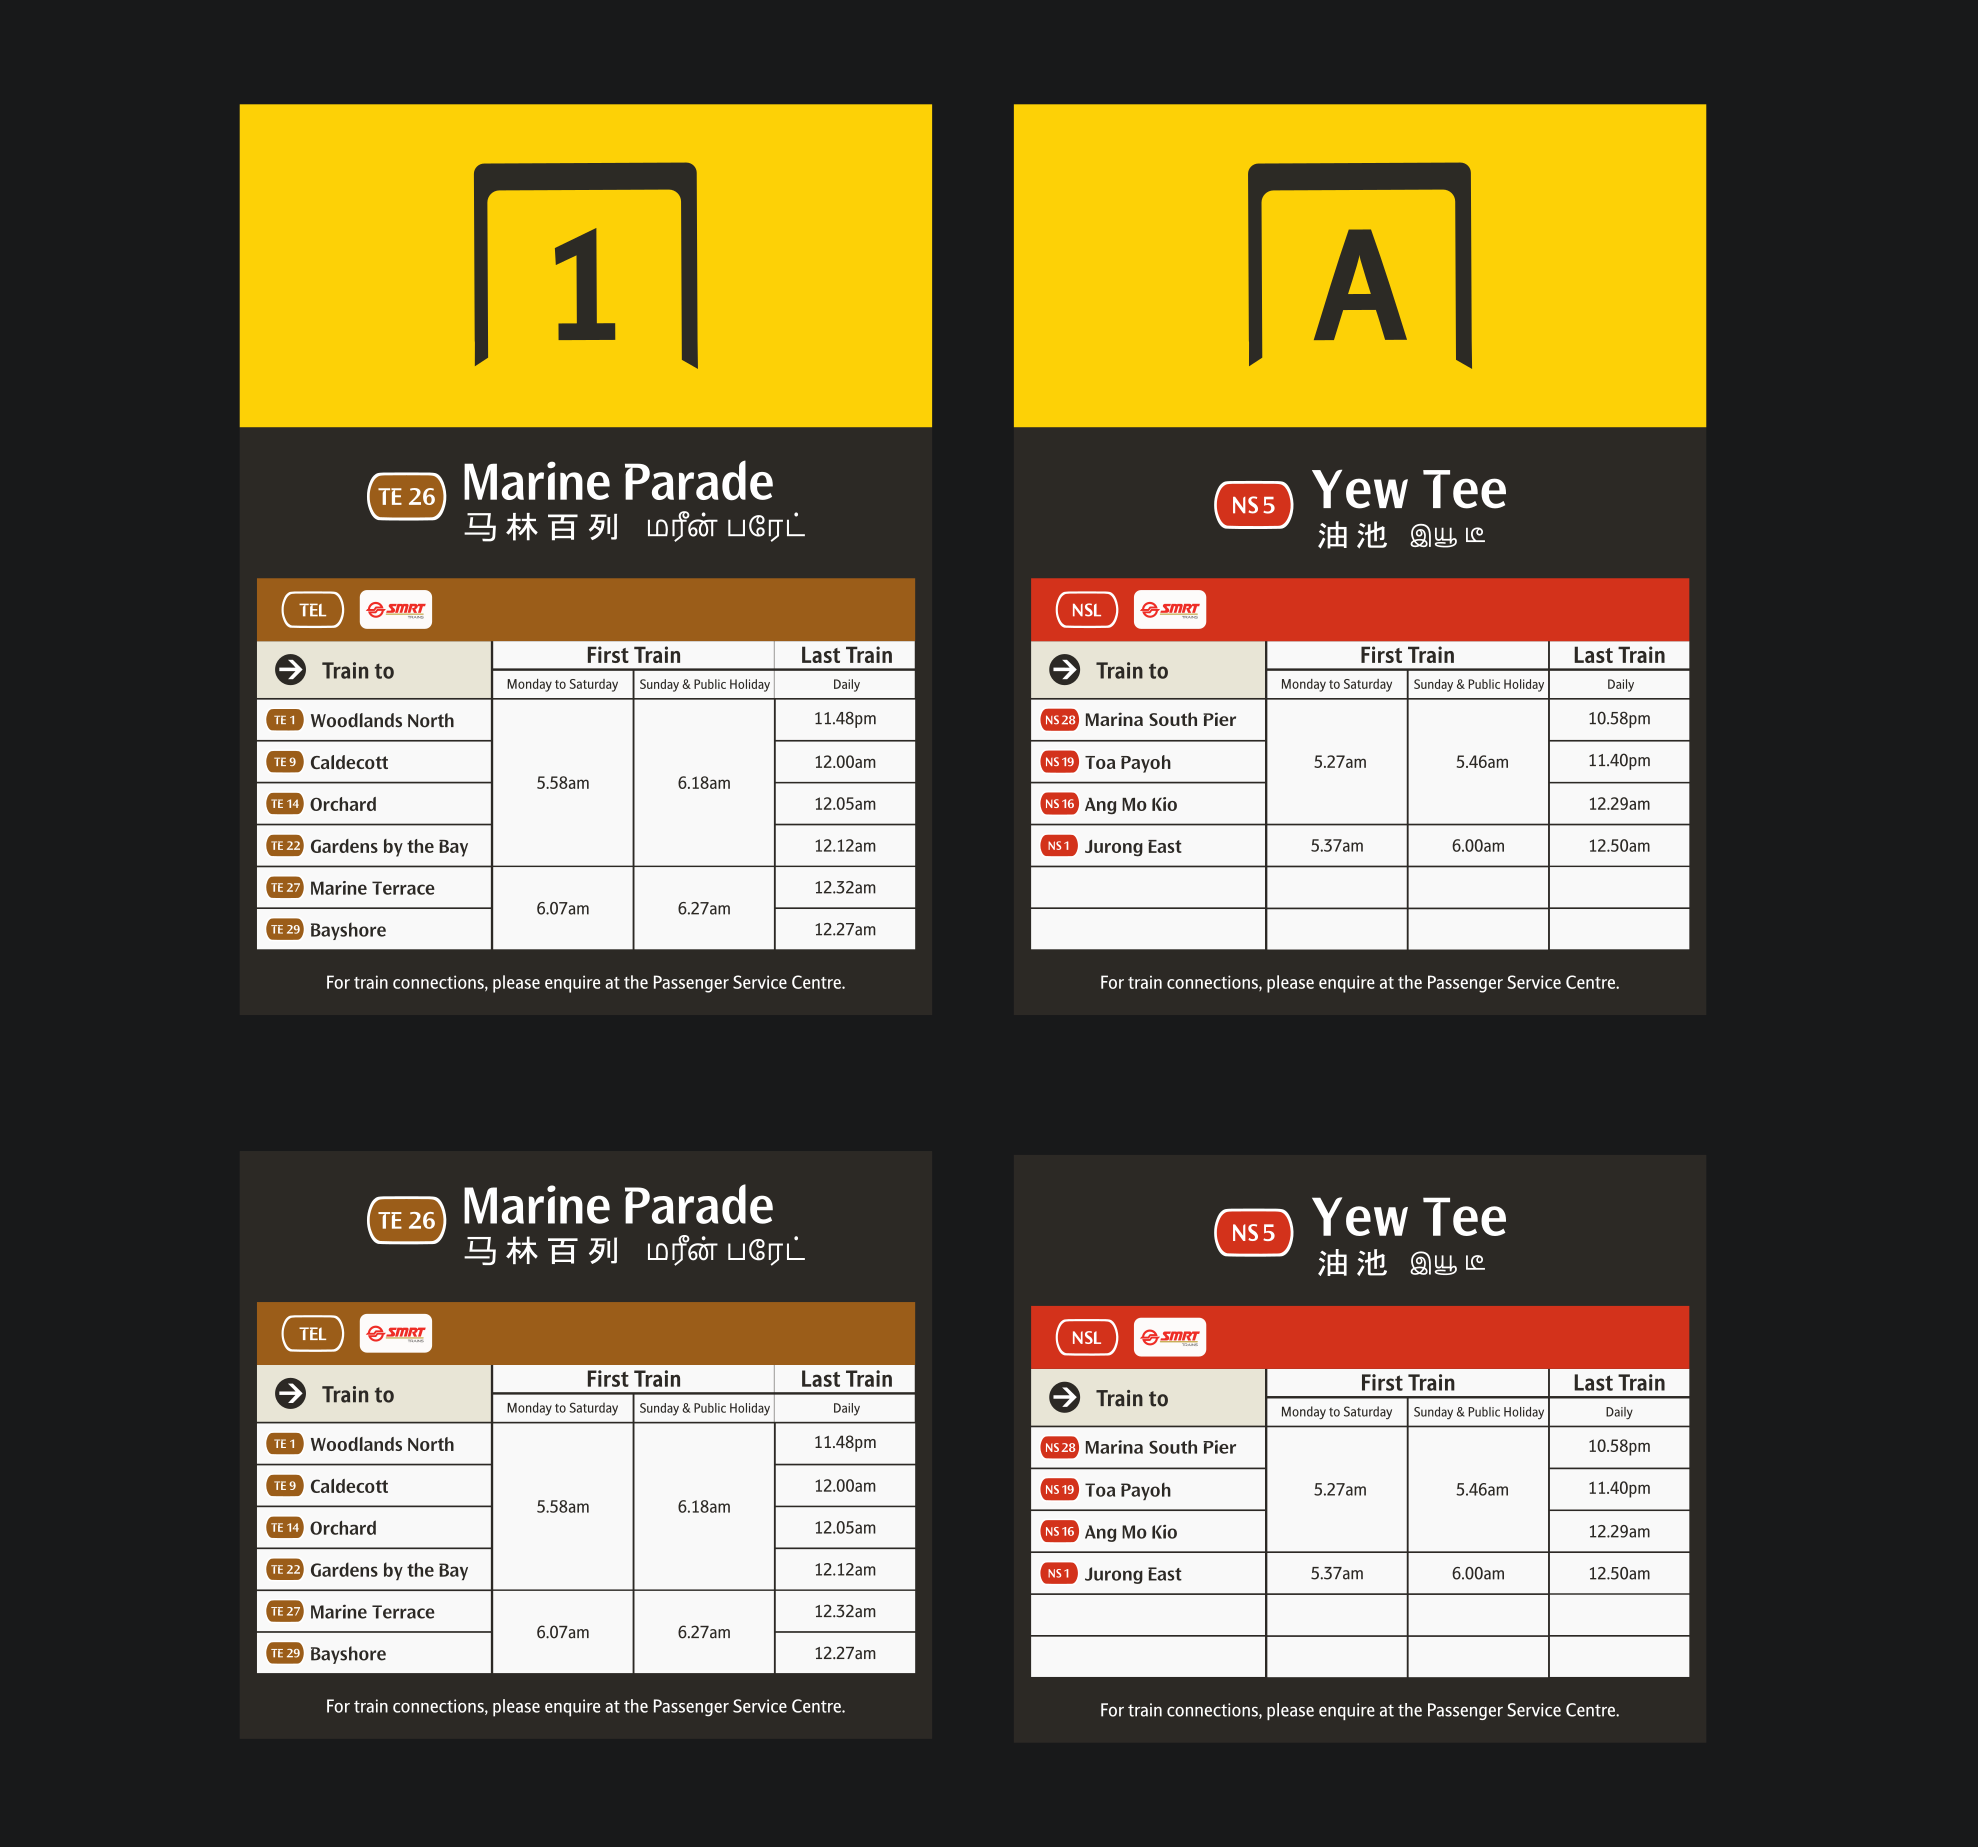 1
TE 26 Marine Parade
马林百列 மரீன் பரேட்
TEL SMRT TRAINS
Train to First Train Last Train
Monday to Saturday Sunday & Public Holiday Daily
TE 1 Woodlands North 11.48pm
TE 9 Caldecott 12.00am
5.58am 6.18am
TE 14 Orchard 12.05am
TE 22 Gardens by the Bay 12.12am
TE 27 Marine Terrace 12.32am
6.07am 6.27am
TE 29 Bayshore 12.27am
For train connections, please enquire at the Passenger Service Centre.
A
NS 5 Yew Tee
油池 இயூ டீ
NSL SMRT TRAINS
Train to First Train Last Train
Monday to Saturday Sunday & Public Holiday Daily
NS 28 Marina South Pier 10.58pm
NS 19 Toa Payoh 5.27am 5.46am 11.40pm
NS 16 Ang Mo Kio 12.29am
NS 1 Jurong East 5.37am 6.00am 12.50am
For train connections, please enquire at the Passenger Service Centre.
TE 26 Marine Parade
马林百列 மரீன் பரேட்
TEL SMRT TRAINS
Train to First Train Last Train
Monday to Saturday Sunday & Public Holiday Daily
TE 1 Woodlands North 11.48pm
TE 9 Caldecott 12.00am
5.58am 6.18am
TE 14 Orchard 12.05am
TE 22 Gardens by the Bay 12.12am
TE 27 Marine Terrace 12.32am
6.07am 6.27am
TE 29 Bayshore 12.27am
For train connections, please enquire at the Passenger Service Centre.
NS 5 Yew Tee
油池 இயூ டீ
NSL SMRT TRAINS
Train to First Train Last Train
Monday to Saturday Sunday & Public Holiday Daily
NS 28 Marina South Pier 10.58pm
NS 19 Toa Payoh 5.27am 5.46am 11.40pm
NS 16 Ang Mo Kio 12.29am
NS 1 Jurong East 5.37am 6.00am 12.50am
For train connections, please enquire at the Passenger Service Centre.